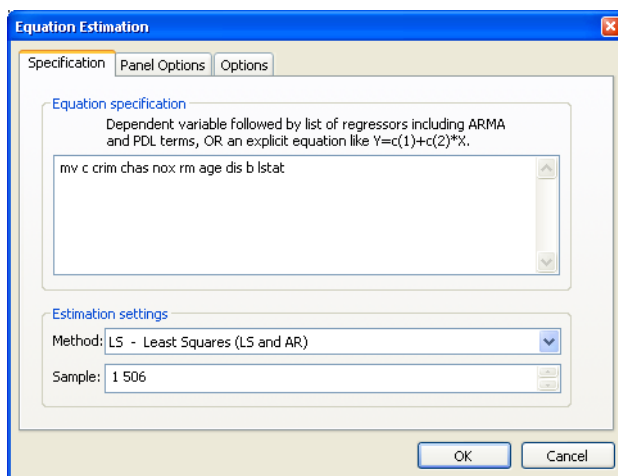 Equation Estimation
Specification
Panel Options
Options
Equation specification
Dependent variable followed by list of regressors including ARMA
and PDL terms, OR an explicit equation like Y=c(1)+c(2)*X.
mv c crim chas nox rm age dis b lstat
Estimation settings
Method: LS - Least Squares (LS and AR)
Sample: 1 506
OK
Cancel